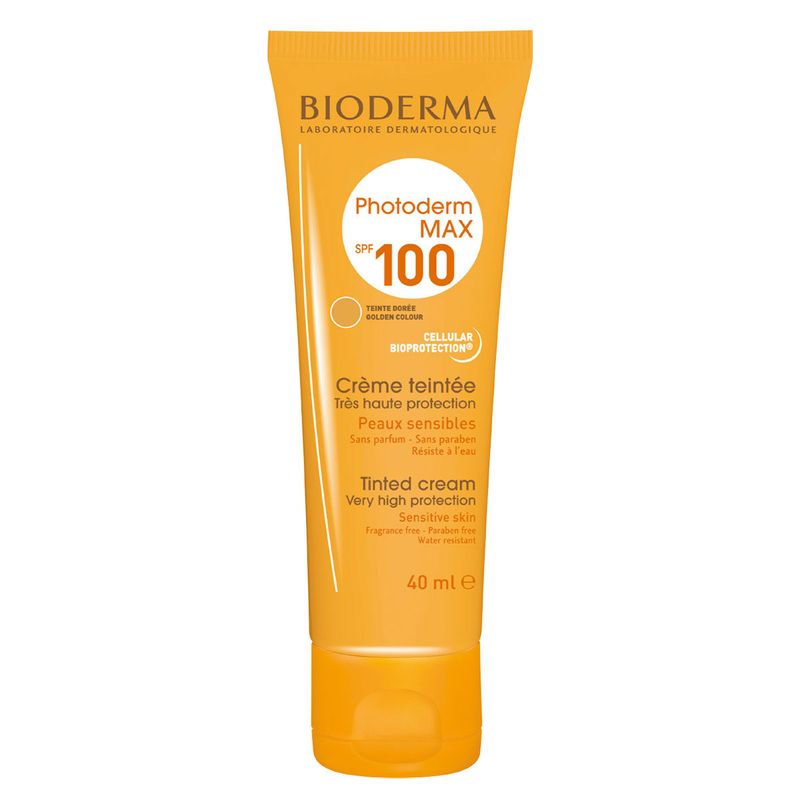 BIODERMA
LABORATOIRE DERMATOLOGIQUE
Photoderm
MAX
SPF 100
TEINTE DORÉE
GOLDEN COLOUR
CELLULAR
BIOPROTECTION®
Crème teintée
Très haute protection
Peaux sensibles
Sans parfum - Sans paraben
Résiste à l'eau
Tinted cream
Very high protection
Sensitive skin
Fragrance free - Paraben free
Water resistant
40 ml e